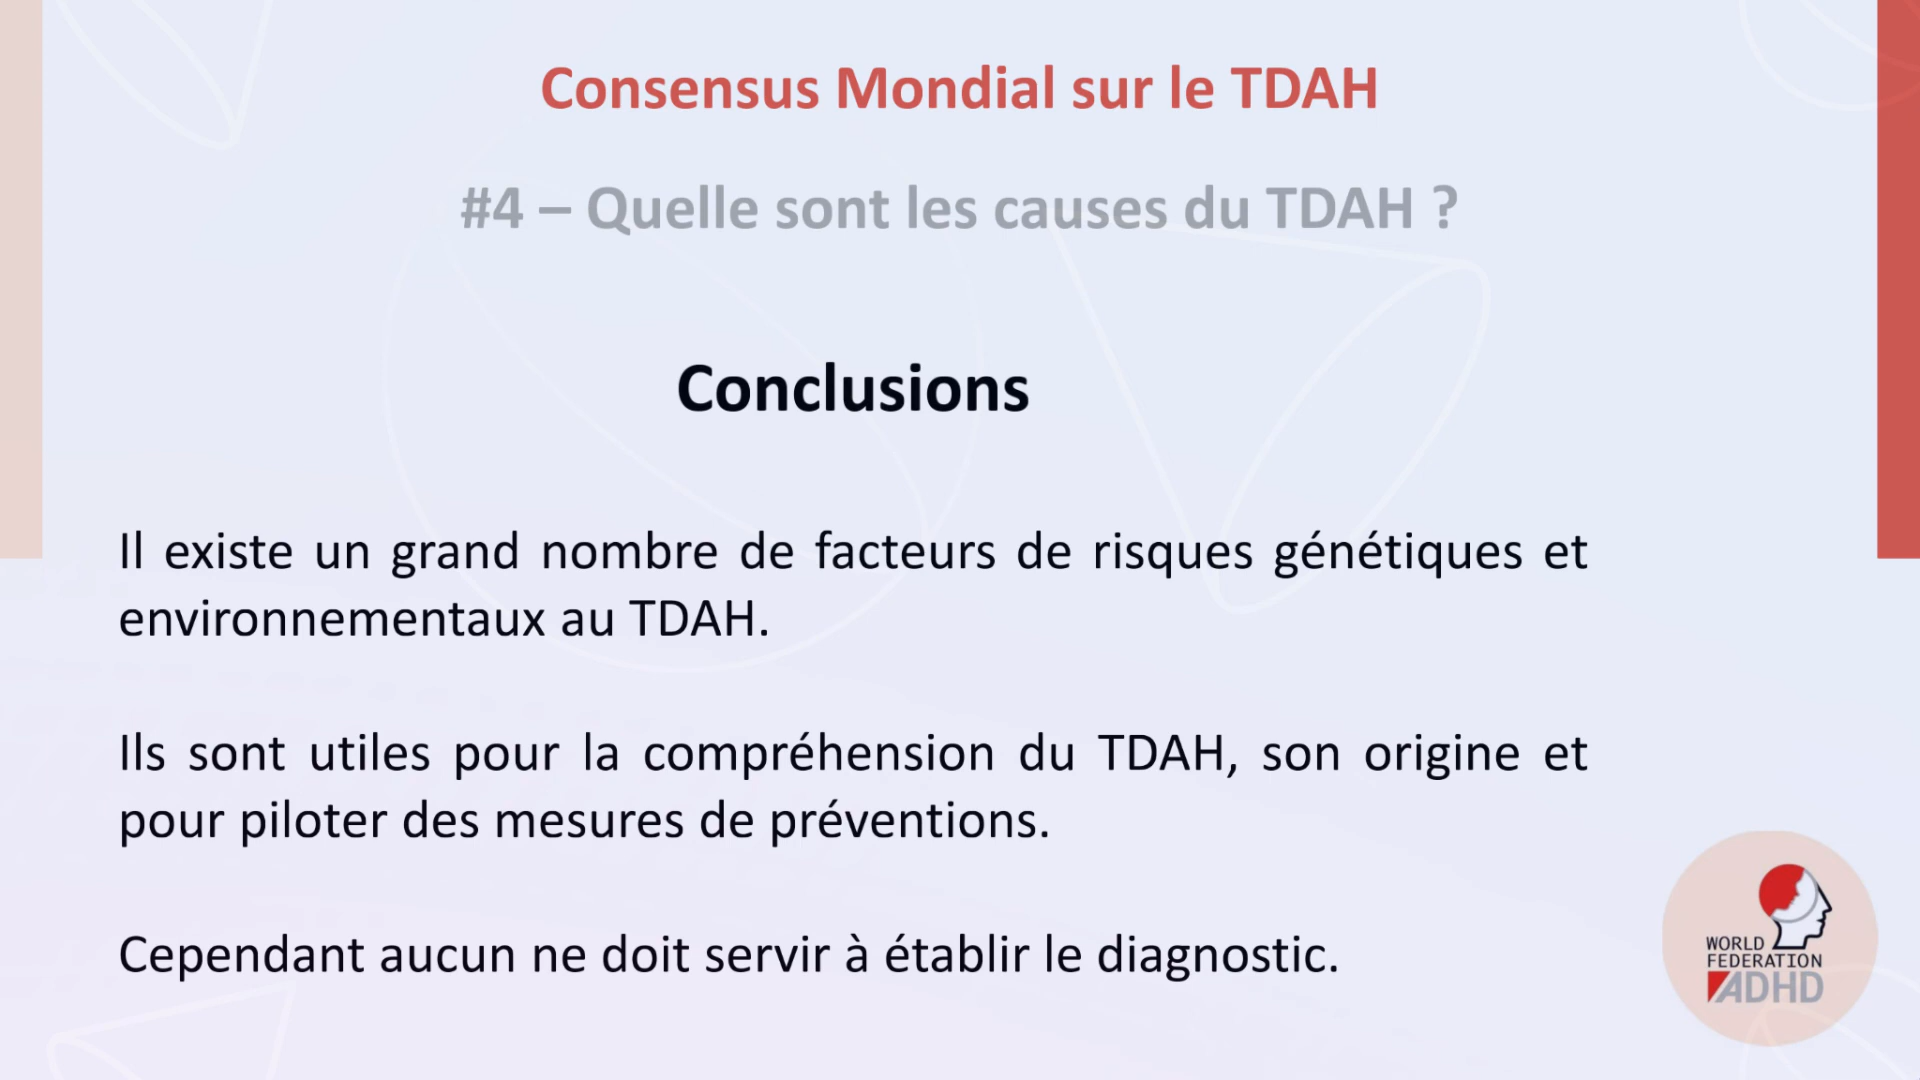 Consensus Mondial sur le TDAH
#4 – Quelle sont les causes du TDAH ?
Conclusions
Il existe un grand nombre de facteurs de risques génétiques et
environnementaux au TDAH.
Ils sont utiles pour la compréhension du TDAH, son origine et
pour piloter des mesures de préventions.
Cependant aucun ne doit servir à établir le diagnostic.
WORLD
FEDERATION
ADHD